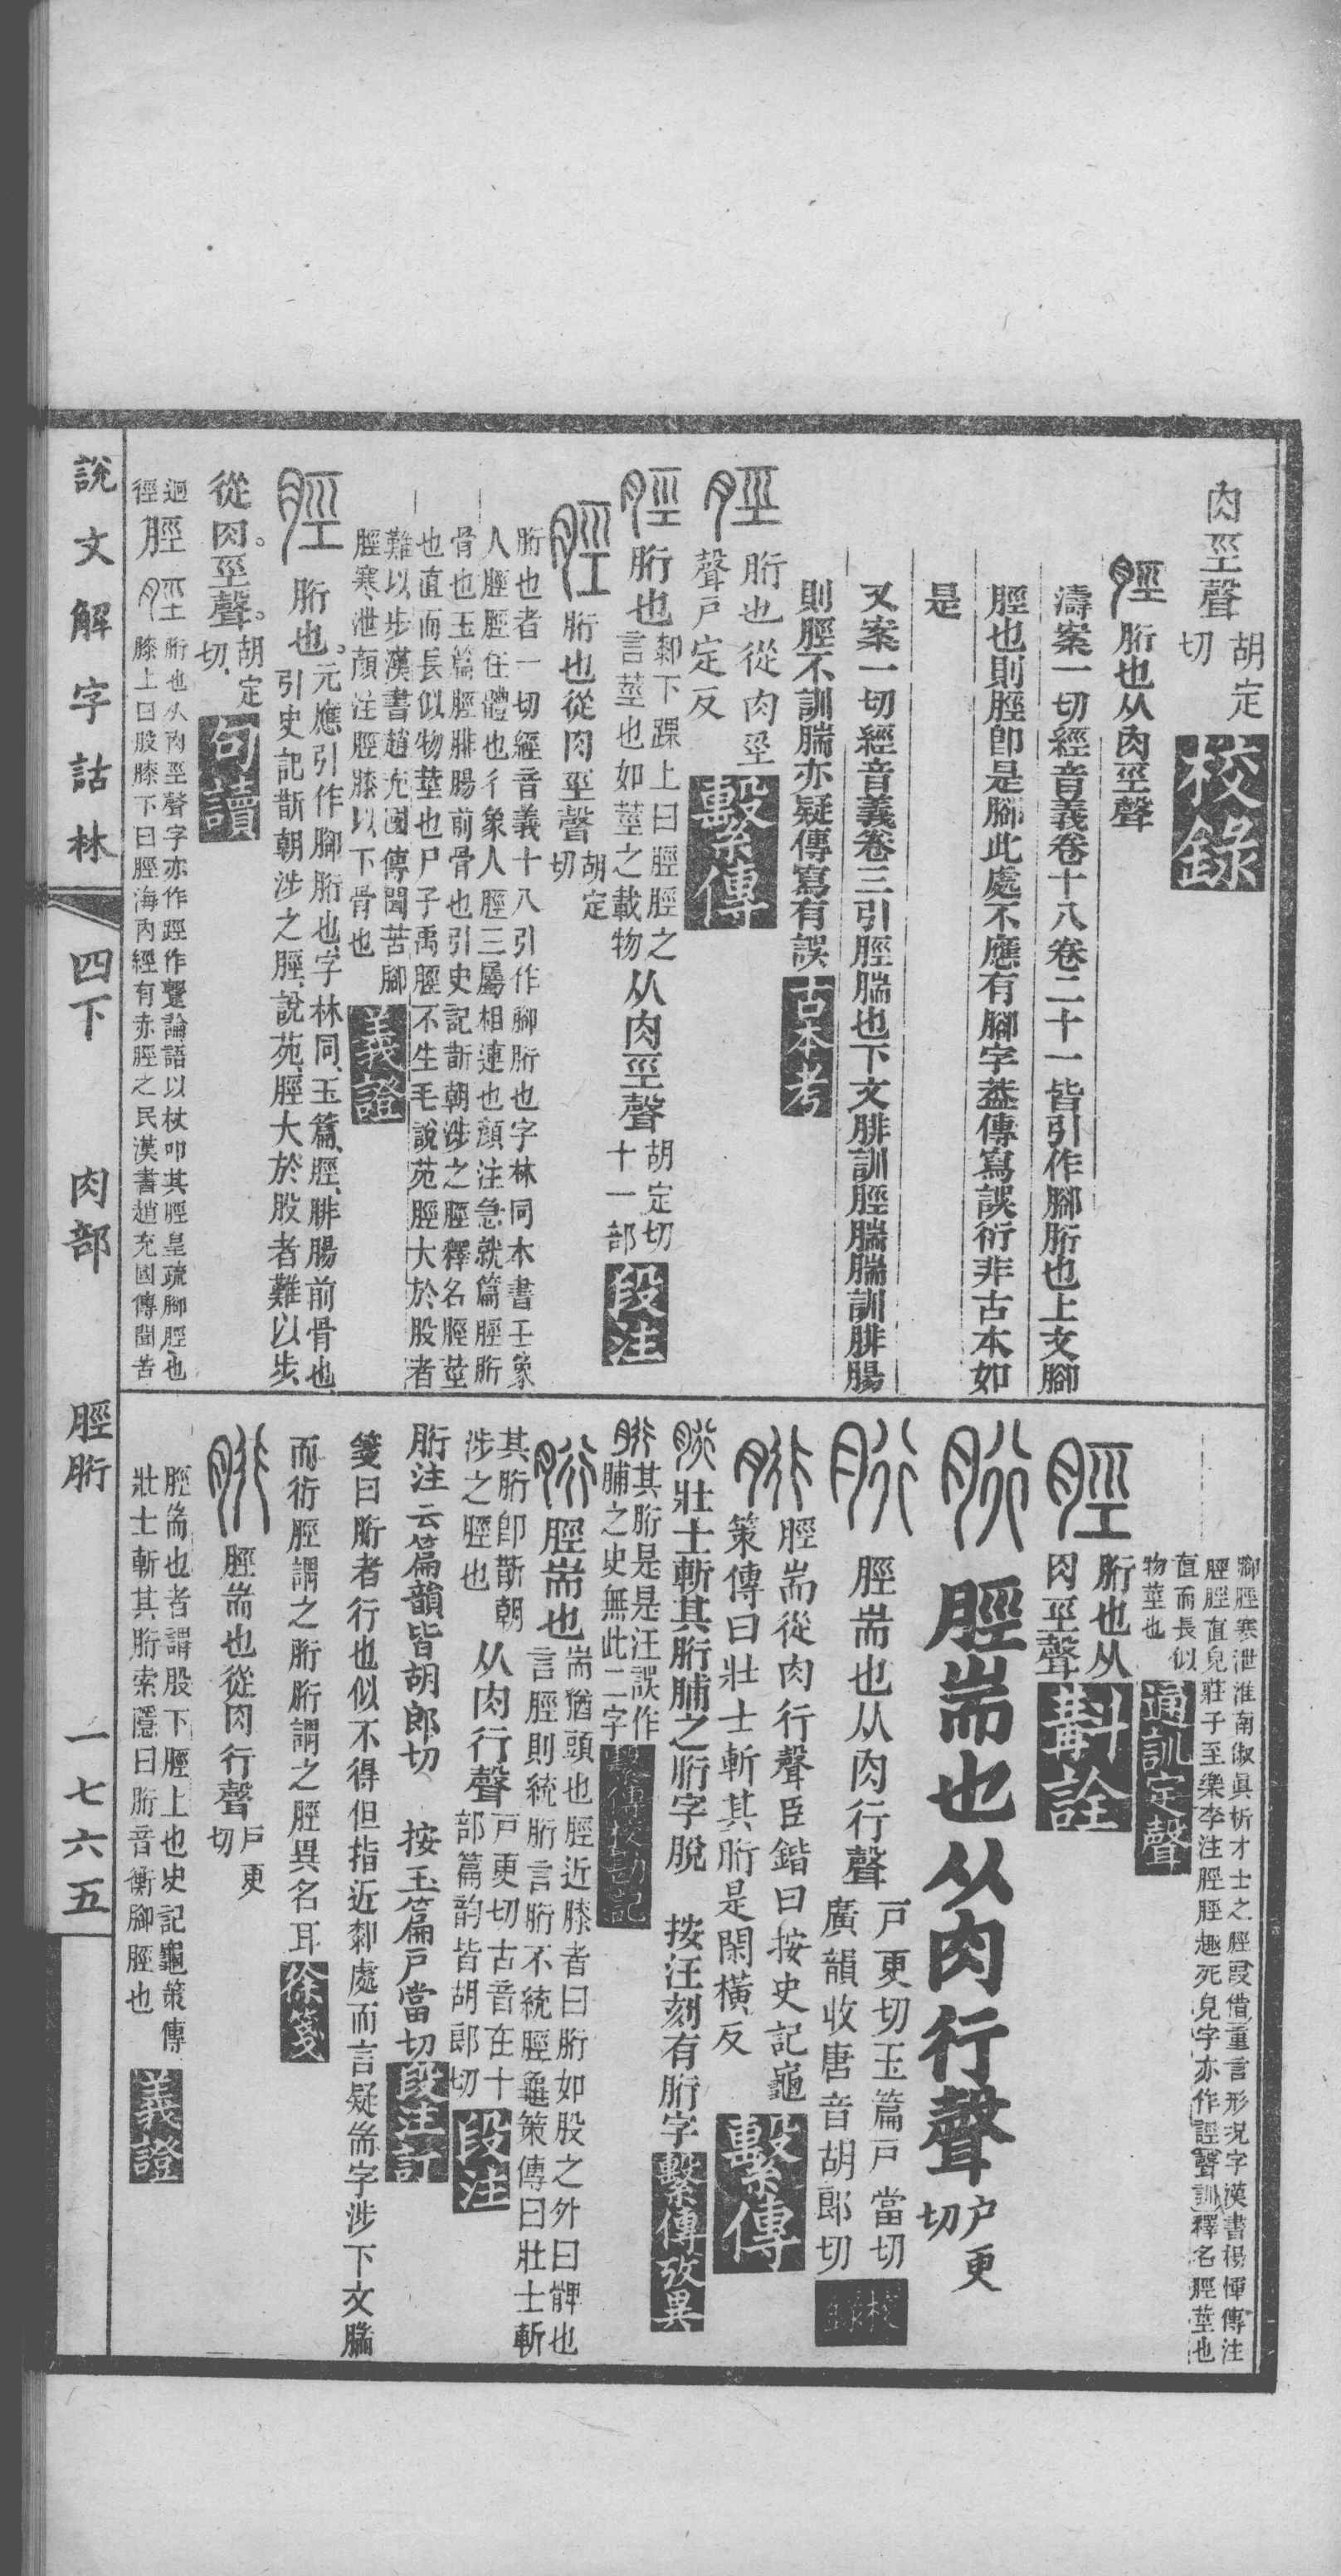 肉巠聲胡定切校錄
脛胻也从肉巠聲
濤案一切經音義卷十八卷二十一皆引作腳胻也上文腳
脛也則脛卽是腳此處不應有腳字葢傳寫誤衍非古本如
是
又案一切經音義卷三引脛腨也下文腓訓脛腨腨訓腓腸
則脛不訓腨亦疑傳寫有誤古本考
脛胻也從肉巠
聲戸定反繫傳
脛胻也厀下踝上曰脛脛之
言莖也如莖之載物从肉巠聲胡定切
十一部段注
脛胻也從肉巠聲胡定
切
胻也者一切經音義十八引作腳胻也字林同本書壬象
人脛脛任體也彳象人脛三屬相連也顏注急就篇脛胻
骨也玉篇脛腓腸前骨也引史記斮朝涉之脛釋名脛莖
也直而長似物莖也尸子禹脛不生毛說苑脛大於股者
難以步漢書趙充國傳聞苦腳
脛寒泄顏注脛膝以下骨也義證
脛胻也。元應引作腳胻也字林同玉篇脛腓腸前骨也
引史記斮朝涉之脛說苑脛大於股者難以步
從肉。巠聲。胡定
切句讀
迥
徑脛脛胻也从肉巠聲字亦作踁作䠠論語以杖叩其脛皇疏腳脛也
膝上曰股膝下曰脛海內經有赤脛之民漢書趙充國傳聞苦
腳脛寒泄淮南俶眞析才士之脛叚借重言形況字漢書楊惲傳注
脛脛直皃莊子至樂李注脛脛趣死皃字亦作誙聲訓釋名脛莖也
直而長似
物莖也通訓定聲
脛胻也从
肉巠聲斠詮
胻脛耑也从肉行聲戶更
切
胻脛耑也从肉行聲戸更切玉篇戸當切
廣韻收唐音胡郎切校錄
胻脛耑從肉行聲臣鍇曰按史記龜
策傳曰壯士斬其胻是閑橫反繫傳
胻壯士斬其胻脯之胻字脫 按汪刻有胻字繫傳攷異
胻其胻是是汪誤作
脯之史無此二字繫傳校勘記
胻脛耑也耑猶頭也脛近膝者曰胻如股之外曰髀也
言脛則統胻言胻不統脛龜策傳曰壯士斬
其胻卽斮朝
涉之脛也从肉行聲戸更切古音在十
部篇韵皆胡郎切段注
胻注云篇韻皆胡郎切 按玉篇戸當切段注訂
箋曰胻者行也似不得但指近厀處而言疑耑字涉下文腨
而衍脛謂之胻胻謂之脛異名耳徐箋
胻脛耑也從肉行聲戸更
切
脛耑也者謂股下脛上也史記龜策傳
壯士斬其胻索隱曰胻音衡腳脛也義證
說文解字詁林 四下 肉部 脛胻 一七六五